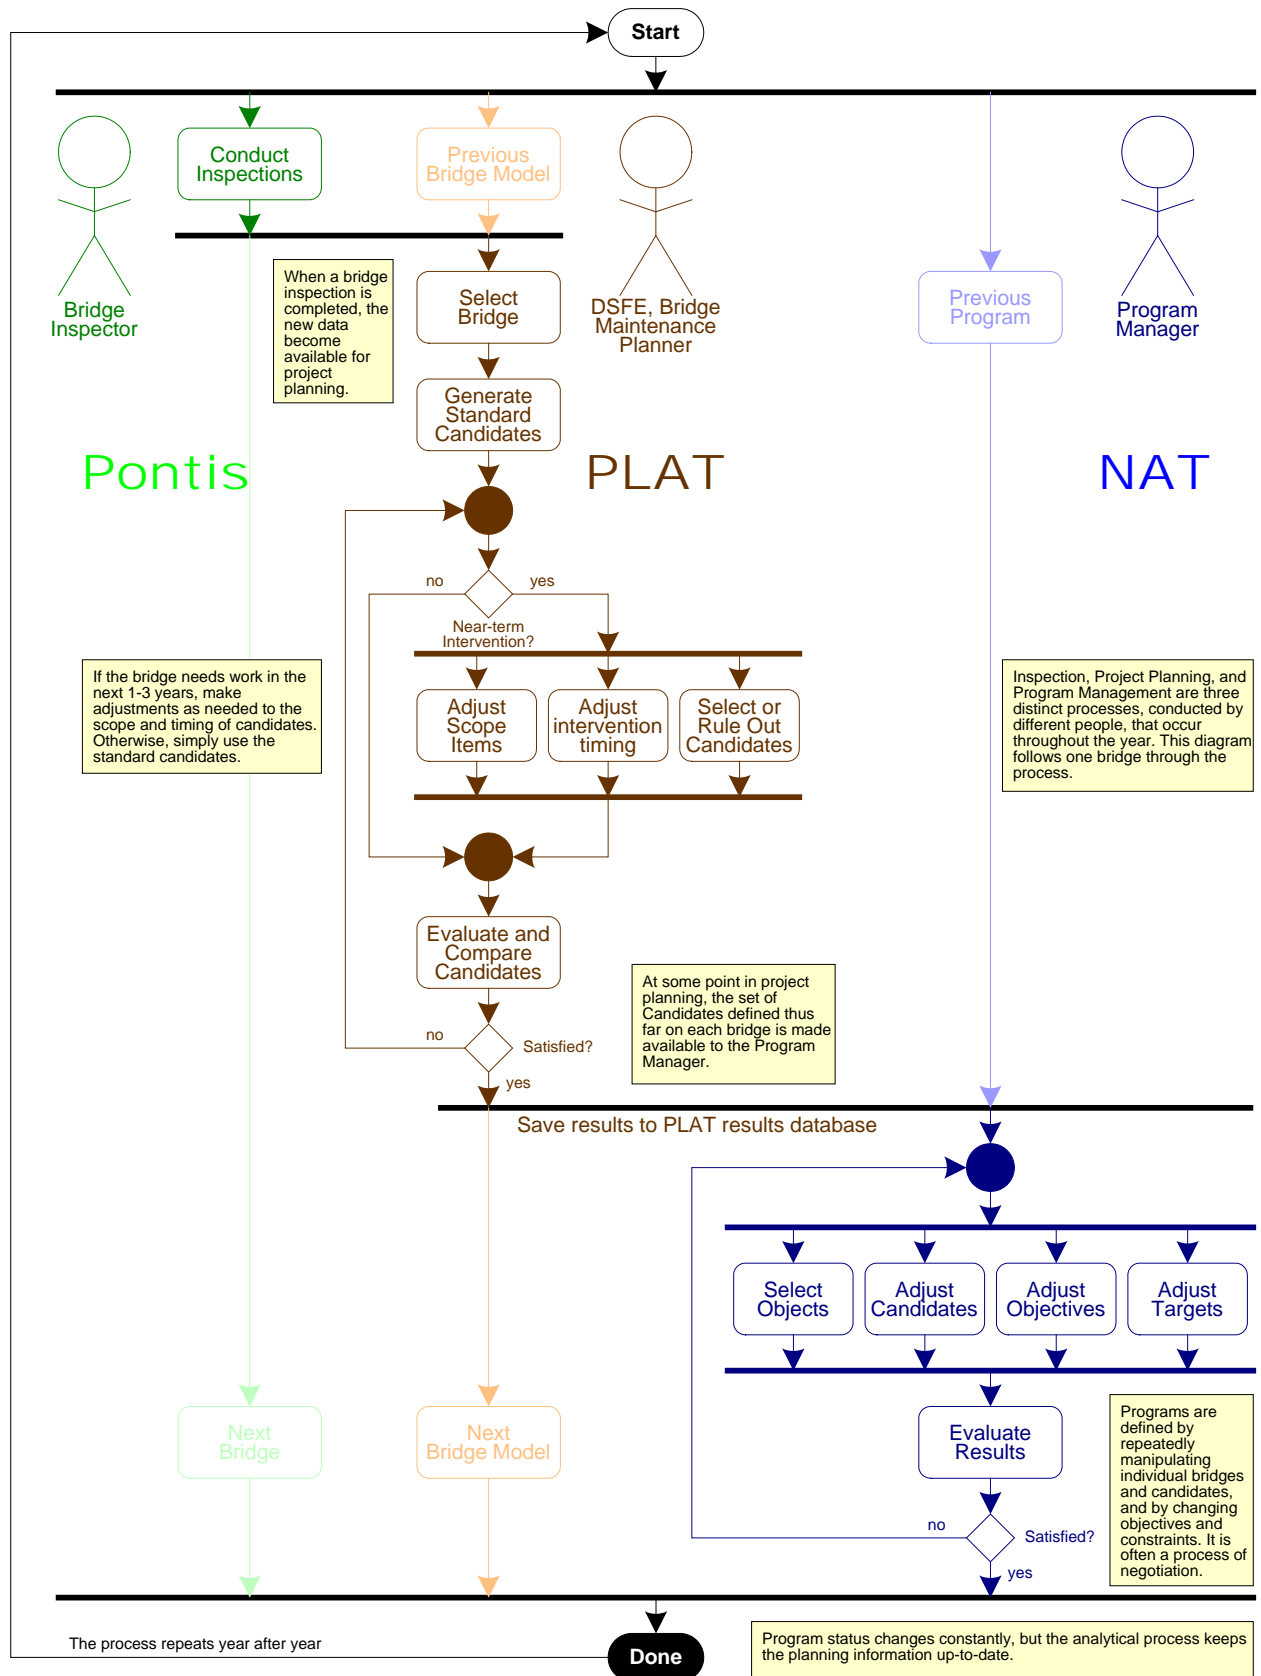 Start
Conduct
Inspections
Previous
Bridge Model
Bridge
Inspector
When a bridge
inspection is
completed, the
new data
become
available for
project
planning.
Select
Bridge
DSFE, Bridge
Maintenance
Planner
Previous
Program
Program
Manager
Generate
Standard
Candidates
Pontis
PLAT
NAT
no
yes
Near-term
Intervention?
If the bridge needs work in the
next 1-3 years, make
adjustments as needed to the
scope and timing of candidates.
Otherwise, simply use the
standard candidates.
Adjust
Scope
Items
Adjust
intervention
timing
Select or
Rule Out
Candidates
Inspection, Project Planning, and
Program Management are three
distinct processes, conducted by
different people, that occur
throughout the year. This diagram
follows one bridge through the
process.
Evaluate and
Compare
Candidates
At some point in project
planning, the set of
Candidates defined thus
far on each bridge is made
available to the Program
Manager.
no
Satisfied?
yes
Save results to PLAT results database
Select
Objects
Adjust
Candidates
Adjust
Objectives
Adjust
Targets
Next
Bridge
Next
Bridge Model
Evaluate
Results
Programs are
defined by
repeatedly
manipulating
individual bridges
and candidates,
and by changing
objectives and
constraints. It is
often a process of
negotiation.
no
Satisfied?
yes
The process repeats year after year
Done
Program status changes constantly, but the analytical process keeps
the planning information up-to-date.